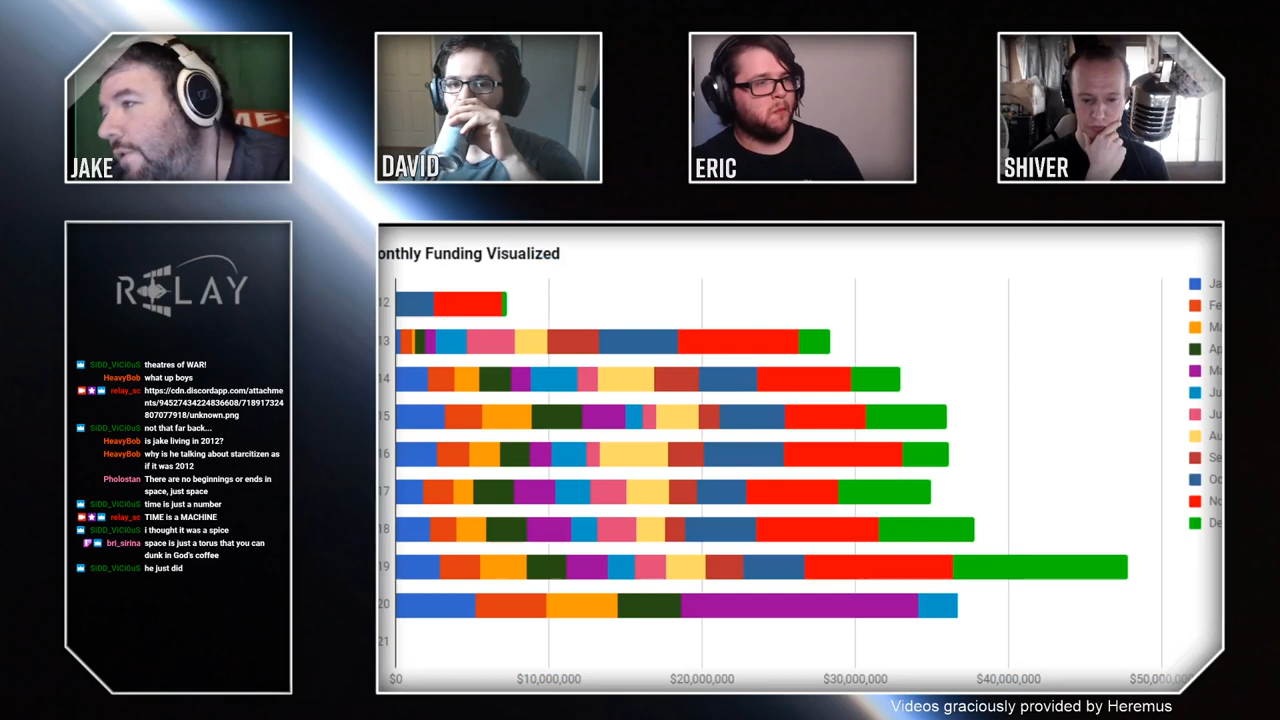 JAKE
DAVID
ERIC
SHIVER
ME-
RELAY
SIDD_ViCi0uS theatres of WAR!
HeavyBob what up boys
relay_sc https://cdn.discordapp.com/attachme
nts/94527434224836608/718917324
807077918/unknown.png
SIDD_ViCi0uS not that far back...
HeavyBob is jake living in 2012?
HeavyBob why is he talking about starcitizen as
if it was 2012
Pholostan There are no beginnings or ends in
space, just space
SIDD_ViCi0uS time is just a number
relay_sc TIME is a MACHINE
SIDD_ViCi0uS i thought it was a spice
bri_sirina space is just a torus that you can
dunk in God's coffee
SIDD_ViCi0uS he just did
onthly Funding Visualized
12
13
14
15
16
17
18
19
20
21
$0 $10,000,000 $20,000,000 $30,000,000 $40,000,000 $50,000,000
Ja
Fe
Ma
Ap
Ma
Ju
Ju
Au
Se
Oc
No
De
Videos graciously provided by Heremus